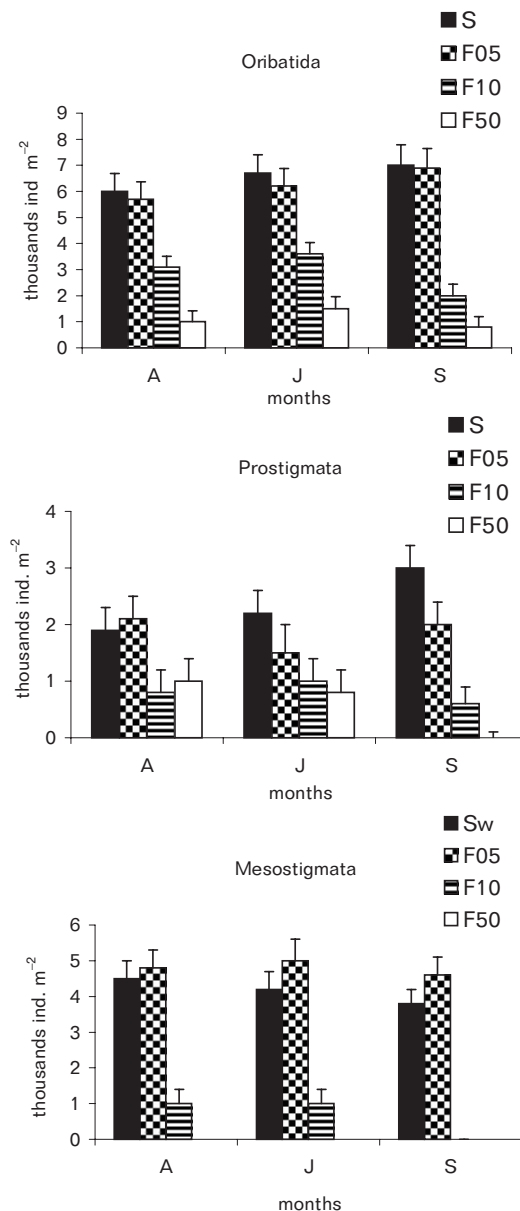 S
Oribatida
F05
F10
F50
thousands ind m⁻²
9
8
7
6
5
4
3
2
1
0
A J S
months
S
F05
Prostigmata
F10
F50
thousands ind. m⁻²
4
3
2
1
0
A J S
months
Sw
F05
Mesostigmata
F10
F50
thousands ind. m⁻²
6
5
4
3
2
1
0
A J S
months